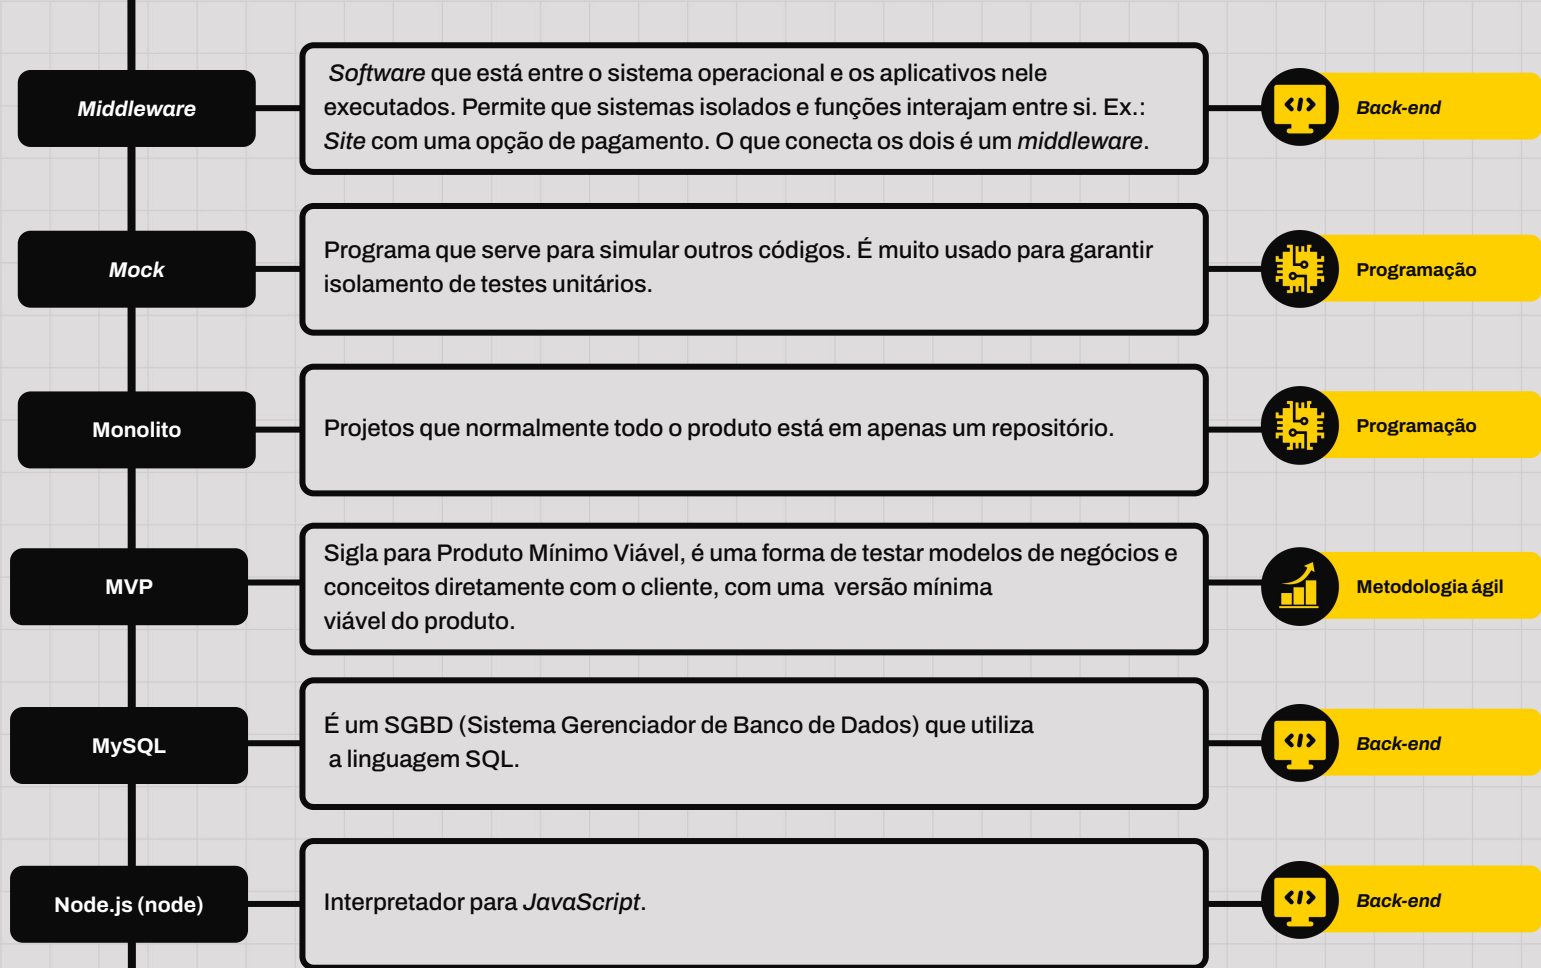 Middleware
Software que está entre o sistema operacional e os aplicativos nele
executados. Permite que sistemas isolados e funções interajam entre si. Ex.:
Site com uma opção de pagamento. O que conecta os dois é um middleware.
Back-end
Mock
Programa que serve para simular outros códigos. É muito usado para garantir
isolamento de testes unitários.
Programação
Monolito
Projetos que normalmente todo o produto está em apenas um repositório.
Programação
MVP
Sigla para Produto Mínimo Viável, é uma forma de testar modelos de negócios e
conceitos diretamente com o cliente, com uma versão mínima
viável do produto.
Metodologia ágil
MySQL
É um SGBD (Sistema Gerenciador de Banco de Dados) que utiliza
a linguagem SQL.
Back-end
Node.js (node)
Interpretador para JavaScript.
Back-end